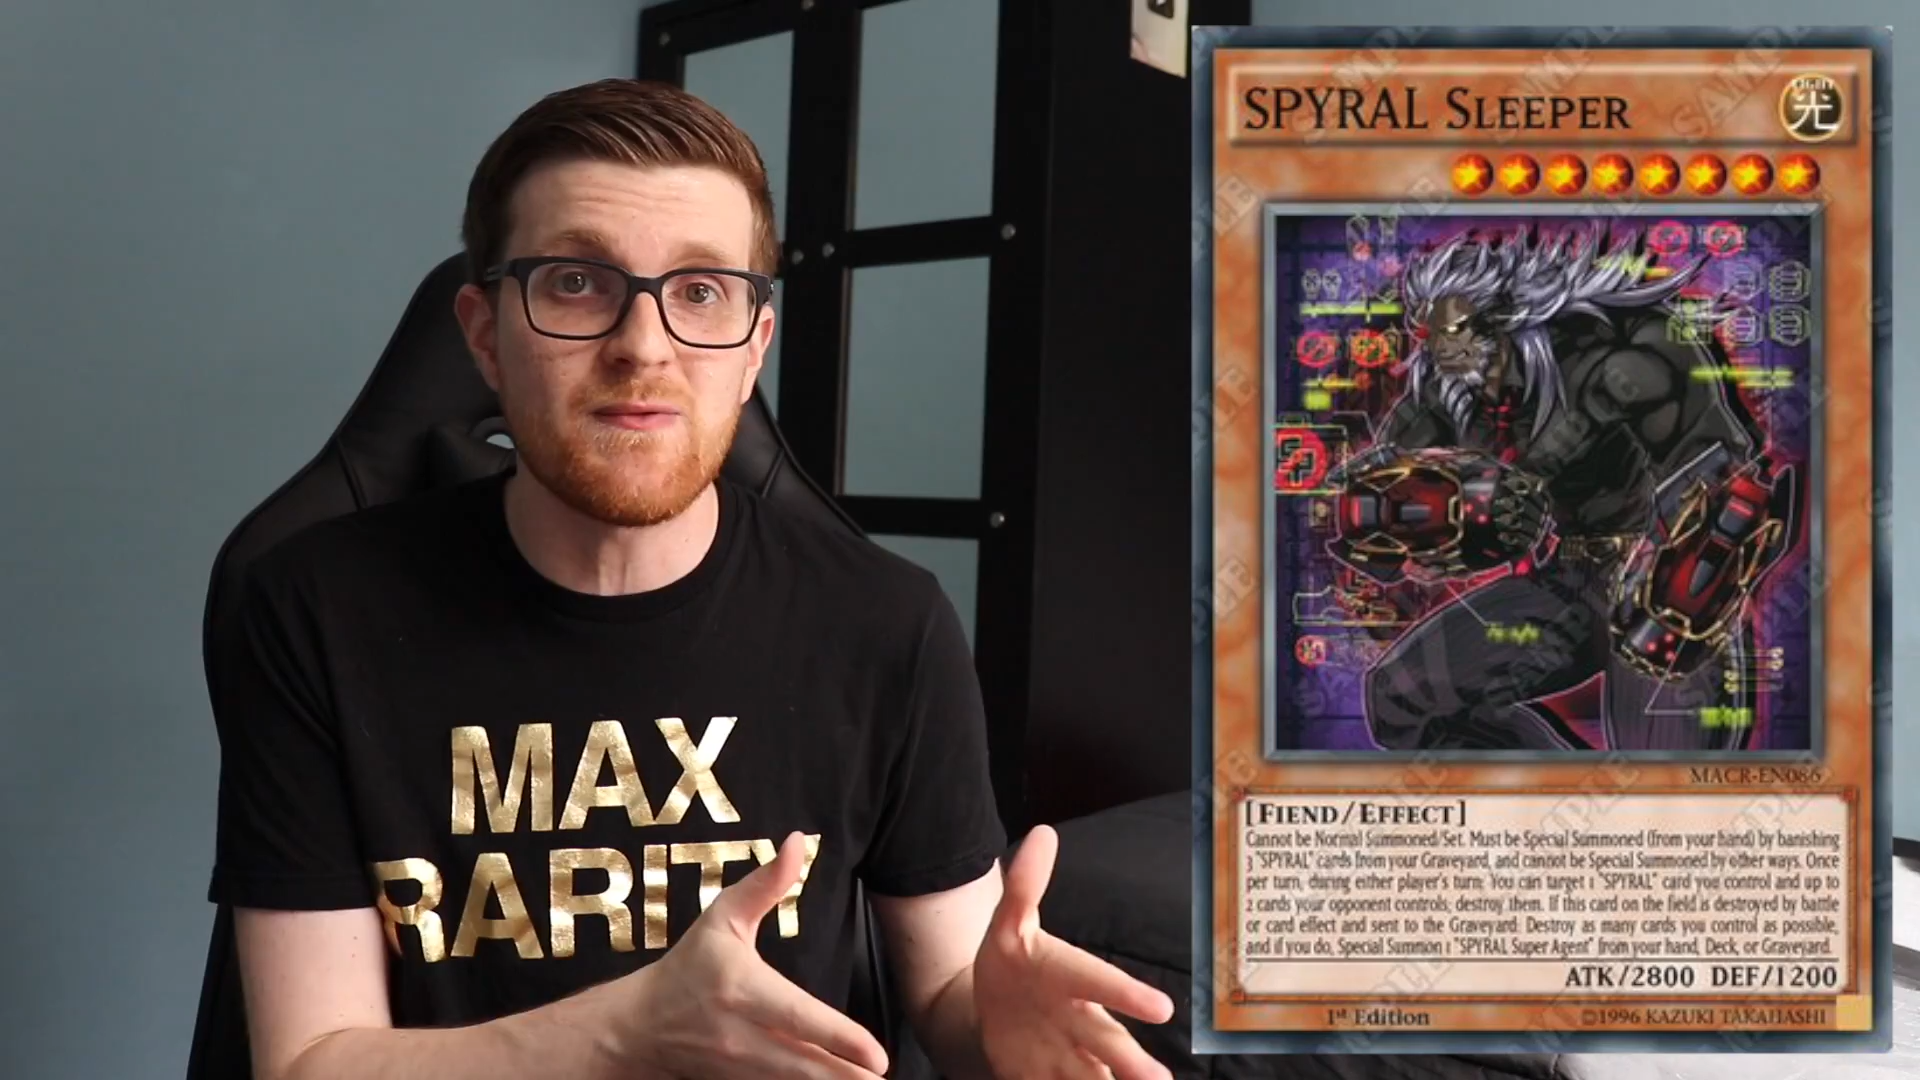 MAX
RARITY
SPYRAL SLEEPER
LIGHT
光
MACR-EN086
[FIEND/EFFECT]
Cannot be Normal Summoned/Set. Must be Special Summoned (from your hand) by banishing
3 "SPYRAL" cards from your Graveyard, and cannot be Special Summoned by other ways. Once
per turn, during either player's turn: You can target 1 "SPYRAL" card you control and up to
2 cards your opponent controls; destroy them. If this card on the field is destroyed by battle
or card effect and sent to the Graveyard: Destroy as many cards you control as possible,
and if you do, Special Summon 1 "SPYRAL Super Agent" from your hand, Deck, or Graveyard.
ATK/2800 DEF/1200
1st Edition
©1996 KAZUKI TAKAHASHI
SAMPLE